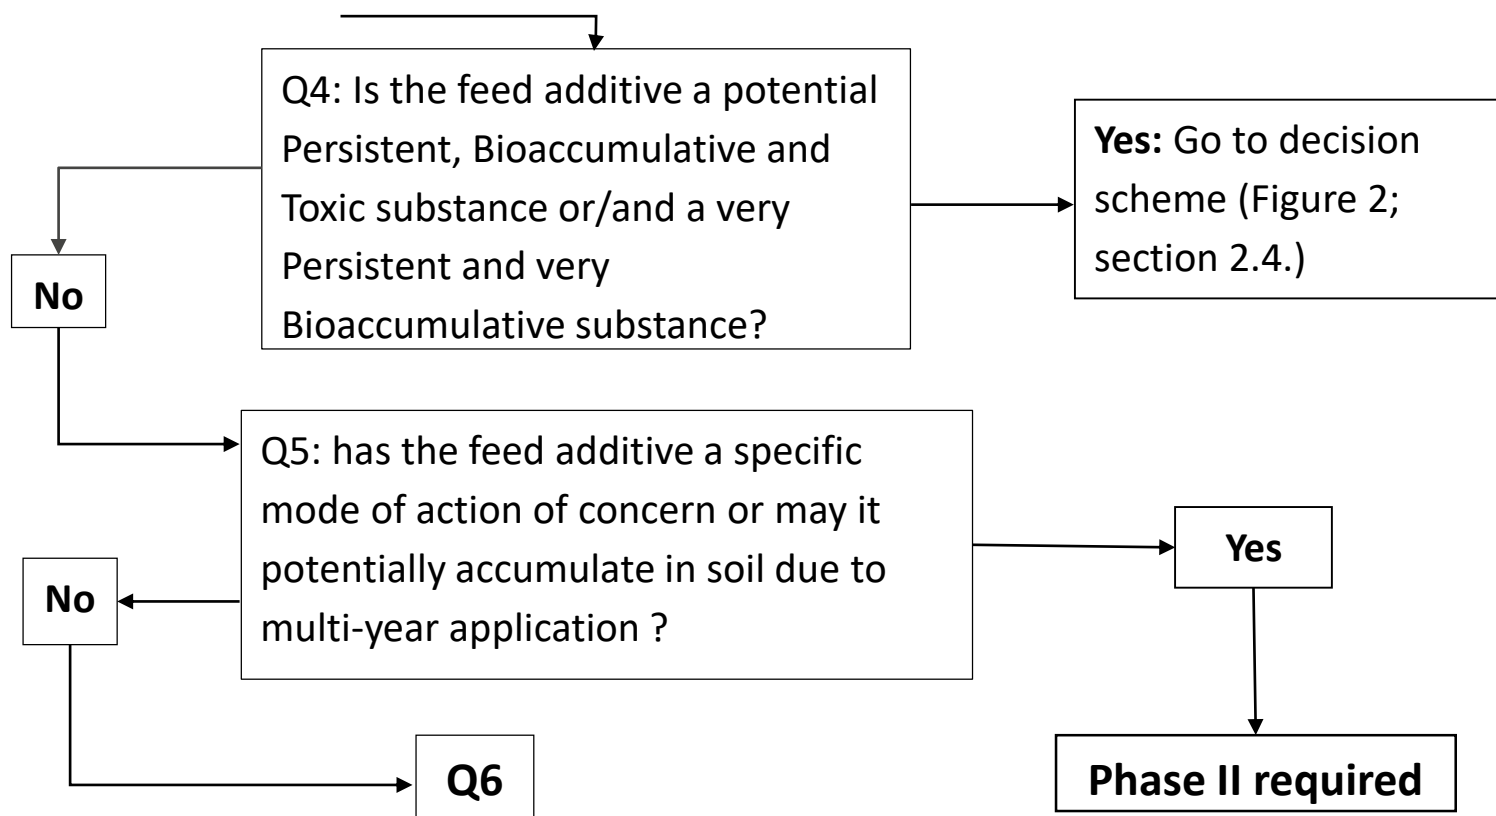 Q4: Is the feed additive a potential
Persistent, Bioaccumulative and
Toxic substance or/and a very
Persistent and very
Bioaccumulative substance?
Yes: Go to decision
scheme (Figure 2;
section 2.4.)
No
Q5: has the feed additive a specific
mode of action of concern or may it
potentially accumulate in soil due to
multi-year application ?
Yes
No
Q6
Phase II required